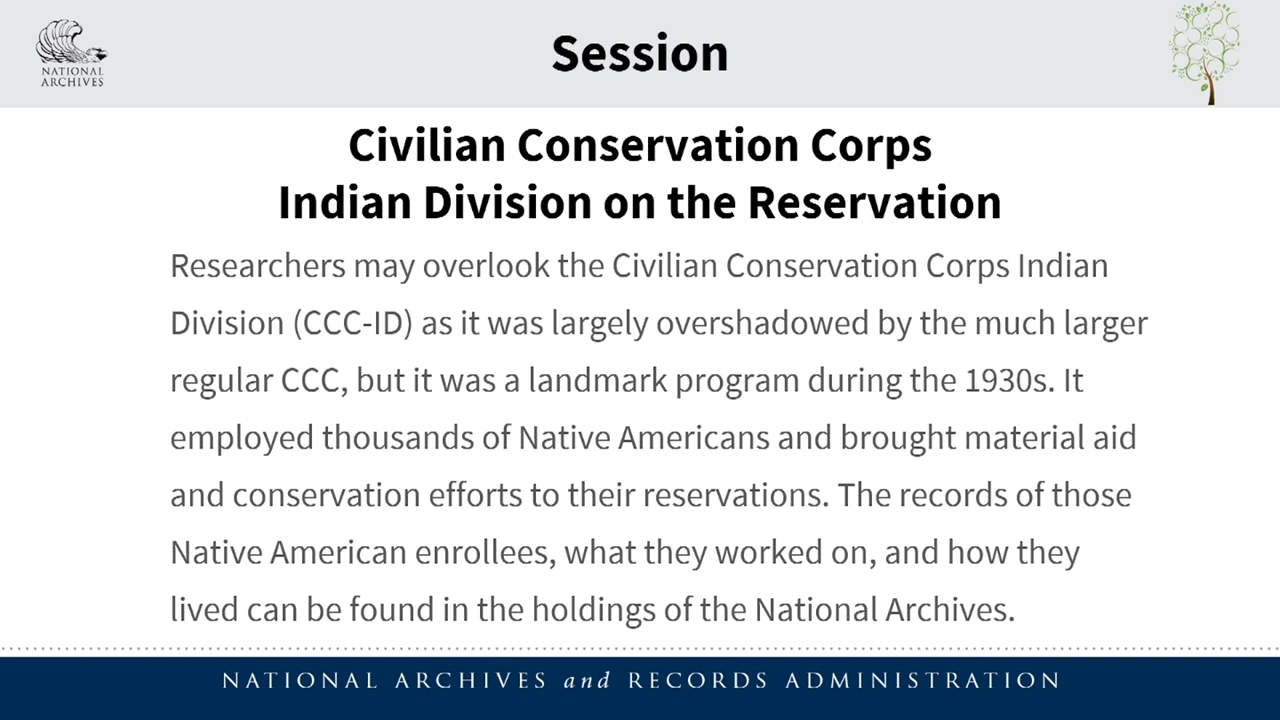 NATIONAL
ARCHIVES
Session
Civilian Conservation Corps
Indian Division on the Reservation
Researchers may overlook the Civilian Conservation Corps Indian
Division (CCC-ID) as it was largely overshadowed by the much larger
regular CCC, but it was a landmark program during the 1930s. It
employed thousands of Native Americans and brought material aid
and conservation efforts to their reservations. The records of those
Native American enrollees, what they worked on, and how they
lived can be found in the holdings of the National Archives.
NATIONAL ARCHIVES and RECORDS ADMINISTRATION